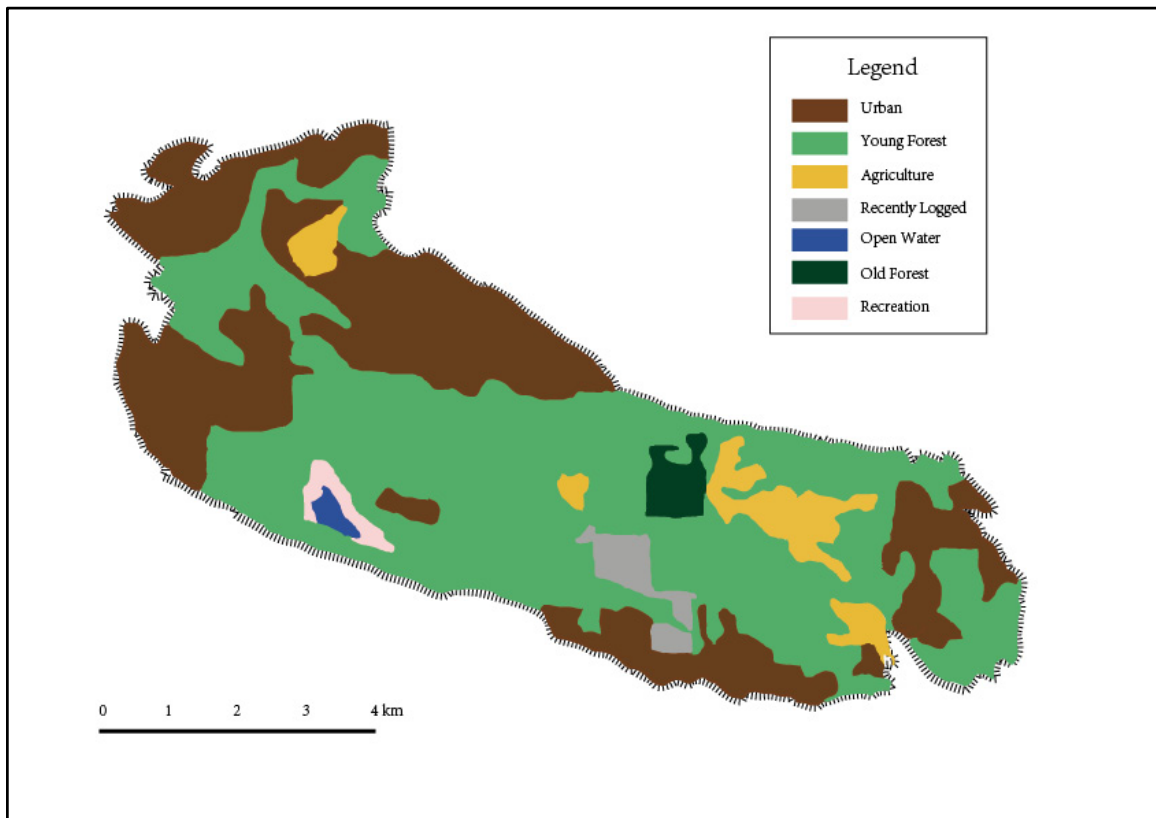 Legend
Urban
Young Forest
Agriculture
Recently Logged
Open Water
Old Forest
Recreation
0 1 2 3 4 km